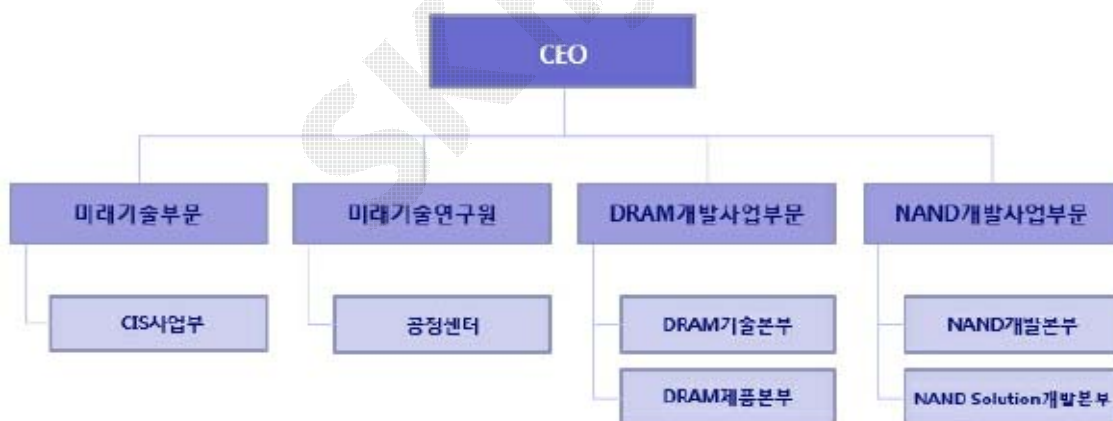 CEO
미래기술부문
미래기술연구원
DRAM개발사업부문
NAND개발사업부문
CIS사업부
공정센터
DRAM기술본부
NAND개발본부
DRAM제품본부
NAND Solution개발본부